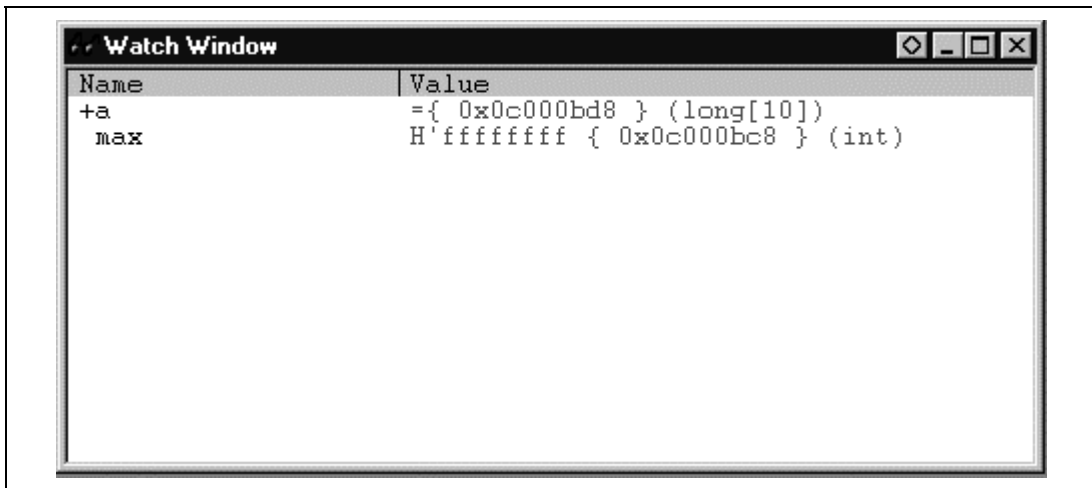 Watch Window
Name Value
+a ={ 0x0c000bd8 } (long[10])
max H'ffffffff { 0x0c000bc8 } (int)